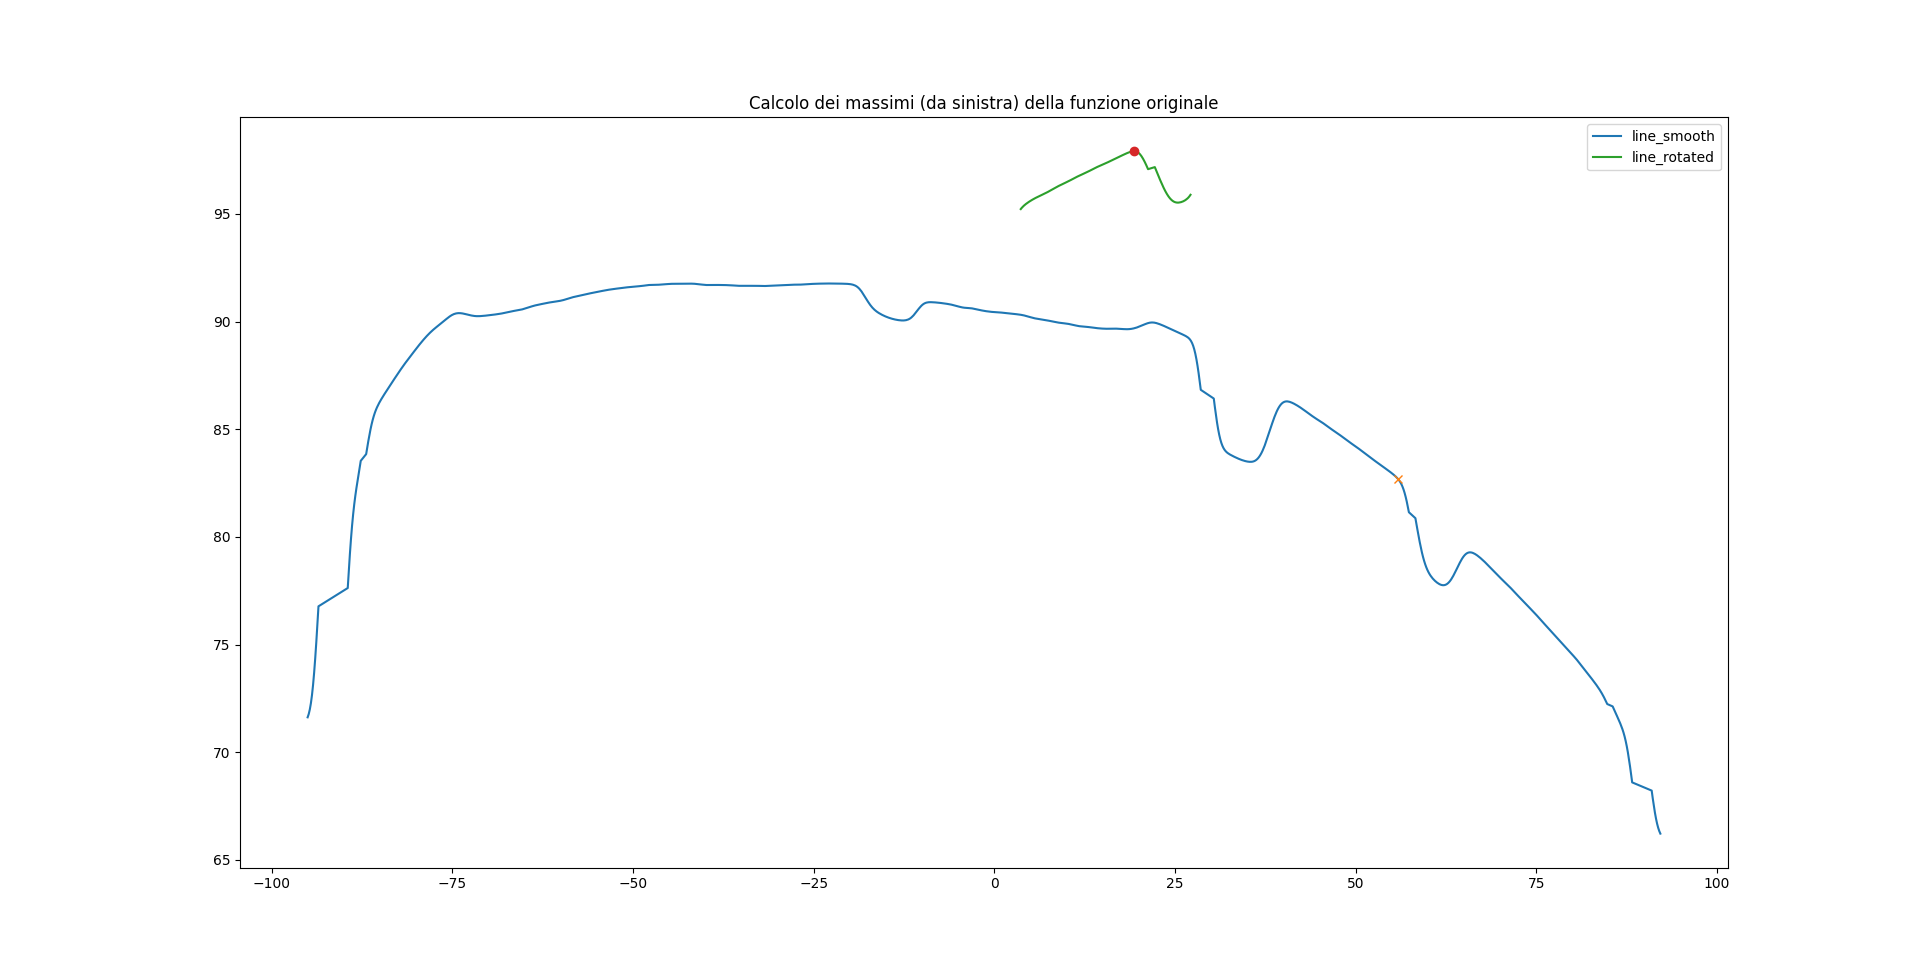 Calcolo dei massimi (da sinistra) della funzione originale
line_smooth
line_rotated
95
90
85
80
75
70
65
−100 −75 −50 −25 0 25 50 75 100